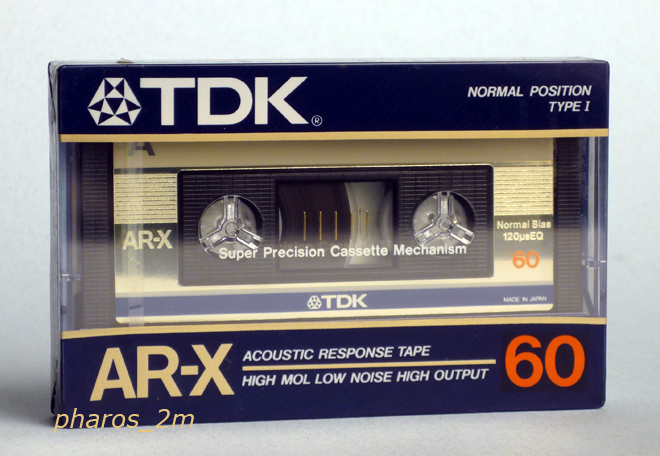 TDK®
NORMAL POSITION
TYPE I
A
AR-X
Normal Bias
120µsEQ
60
Super Precision Cassette Mechanism
TDK
MADE IN JAPAN
AR-X
ACOUSTIC RESPONSE TAPE
HIGH MOL LOW NOISE HIGH OUTPUT
60
pharos_2m